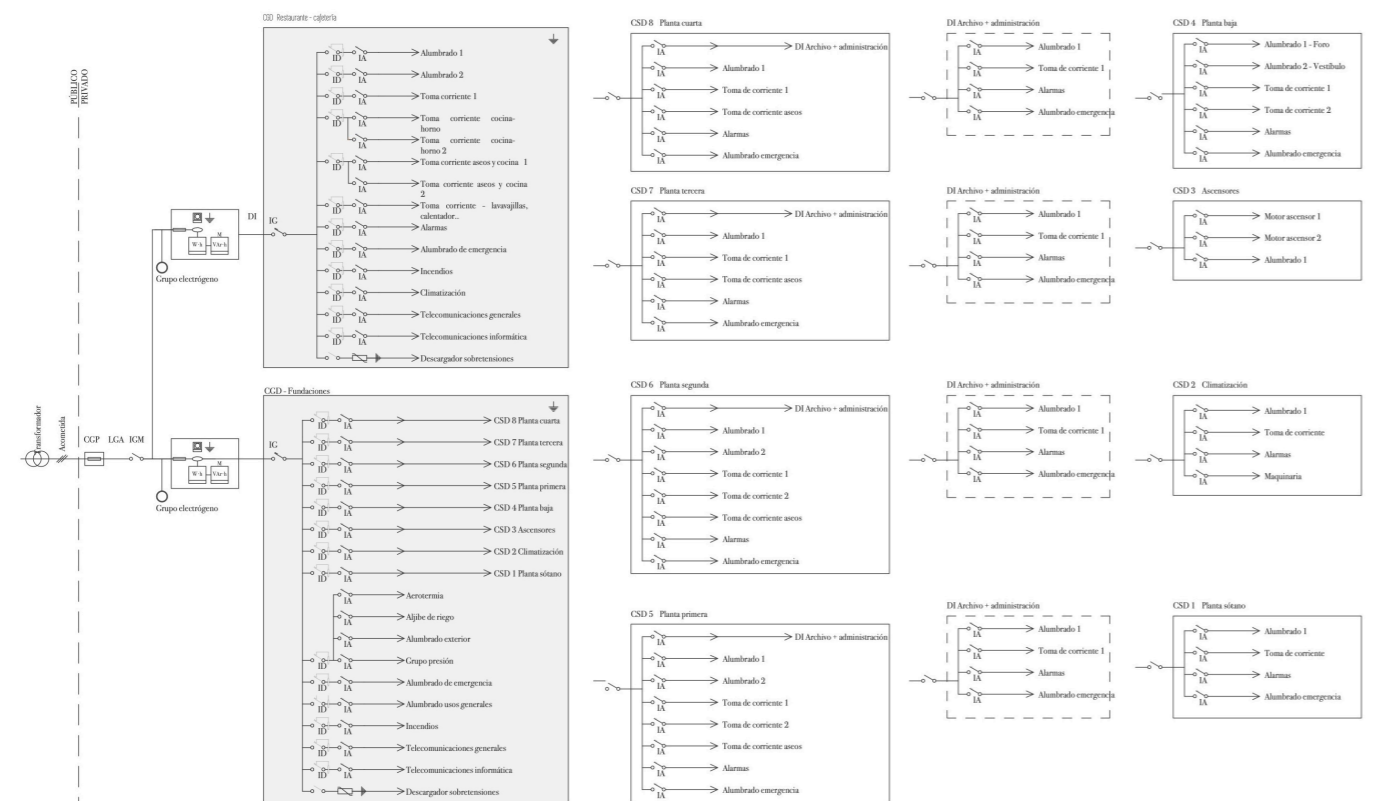 PÚBLICO
PRIVADO
Transformador
Acometida
CGP LGA IGM
Grupo electrógeno
W·h
M
VAr·h
DI
IG
Grupo electrógeno
W·h
M
VAr·h
IG
CGD Restaurante - cafetería
ID IA Alumbrado 1
ID IA Alumbrado 2
ID IA Toma corriente 1
ID IA Toma corriente cocina-
horno
IA Toma corriente cocina-
horno 2
ID IA Toma corriente aseos y cocina 1
IA Toma corriente aseos y cocina
2
ID IA Toma corriente - lavavajillas,
calentador...
ID IA Alarmas
ID IA Alumbrado de emergencia
ID IA Incendios
ID IA Climatización
ID IA Telecomunicaciones generales
ID IA Telecomunicaciones informática
Descargador sobretensiones
CGD - Fundaciones
ID IA CSD 8 Planta cuarta
ID IA CSD 7 Planta tercera
ID IA CSD 6 Planta segunda
ID IA CSD 5 Planta primera
ID IA CSD 4 Planta baja
ID IA CSD 3 Ascensores
ID IA CSD 2 Climatización
ID IA CSD 1 Planta sótano
IA Aerotermia
IA Aljibe de riego
IA Alumbrado exterior
ID IA Grupo presión
ID IA Alumbrado de emergencia
ID IA Alumbrado usos generales
ID IA Incendios
ID IA Telecomunicaciones generales
ID IA Telecomunicaciones informática
Descargador sobretensiones
CSD 8 Planta cuarta
IA DI Archivo + administración
IA Alumbrado 1
IA Toma de corriente 1
IA Toma de corriente aseos
IA Alarmas
IA Alumbrado emergencia
CSD 7 Planta tercera
IA DI Archivo + administración
IA Alumbrado 1
IA Toma de corriente 1
IA Toma de corriente aseos
IA Alarmas
IA Alumbrado emergencia
CSD 6 Planta segunda
IA DI Archivo + administración
IA Alumbrado 1
IA Alumbrado 2
IA Toma de corriente 1
IA Toma de corriente 2
IA Toma de corriente aseos
IA Alarmas
IA Alumbrado emergencia
CSD 5 Planta primera
IA DI Archivo + administración
IA Alumbrado 1
IA Alumbrado 2
IA Toma de corriente 1
IA Toma de corriente 2
IA Toma de corriente aseos
IA Alarmas
IA Alumbrado emergencia
DI Archivo + administración
IA Alumbrado 1
IA Toma de corriente 1
IA Alarmas
IA Alumbrado emergencia
DI Archivo + administración
IA Alumbrado 1
IA Toma de corriente 1
IA Alarmas
IA Alumbrado emergencia
DI Archivo + administración
IA Alumbrado 1
IA Toma de corriente 1
IA Alarmas
IA Alumbrado emergencia
DI Archivo + administración
IA Alumbrado 1
IA Toma de corriente 1
IA Alarmas
IA Alumbrado emergencia
CSD 4 Planta baja
IA Alumbrado 1 - Foro
IA Alumbrado 2 - Vestíbulo
IA Toma de corriente 1
IA Toma de corriente 2
IA Alarmas
IA Alumbrado emergencia
CSD 3 Ascensores
IA Motor ascensor 1
IA Motor ascensor 2
IA Alumbrado 1
CSD 2 Climatización
IA Alumbrado 1
IA Toma de corriente
IA Alarmas
IA Maquinaria
CSD 1 Planta sótano
IA Alumbrado 1
IA Toma de corriente
IA Alarmas
IA Alumbrado emergencia